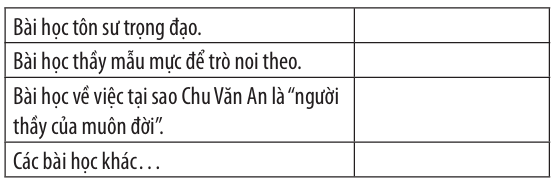 Bài học tôn sư trọng đạo.
Bài học thầy mẫu mực để trò noi theo.
Bài học về việc tại sao Chu Văn An là “người
thầy của muôn đời”.
Các bài học khác…